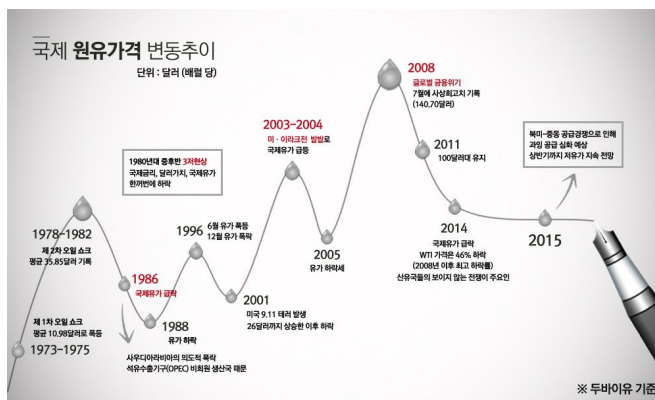 국제 원유가격 변동추이
단위 : 달러 (배럴 당)
1973-1975
제 1차 오일 쇼크
평균 10.98달러로 폭등
1978-1982
제 2차 오일 쇼크
평균 35.85달러 기록
1980년대 중후반 3저현상
국제금리, 달러가치, 국제유가
한꺼번에 하락
1986
국제유가 급락
사우디아라비아의 의도적 폭락
석유수출기구(OPEC) 비회원 생산국 때문
1988
유가 하락
1996
6월 유가 폭등
12월 유가 폭락
2001
미국 9.11 테러 발생
26달러까지 상승한 이후 하락
2003-2004
미 · 이라크전 발발로
국제유가 급등
2005
유가 하락세
2008
글로벌 금융위기
7월에 사상최고치 기록
(140.70달러)
2011
100달러대 유지
2014
국제유가 급락
WTI 가격은 46% 하락
(2008년 이후 최고 하락률)
산유국들의 보이지 않는 전쟁이 주요인
북미-중동 공급경쟁으로 인해
과잉 공급 심화 예상
상반기까지 저유가 지속 전망
2015
※ 두바이유 기준